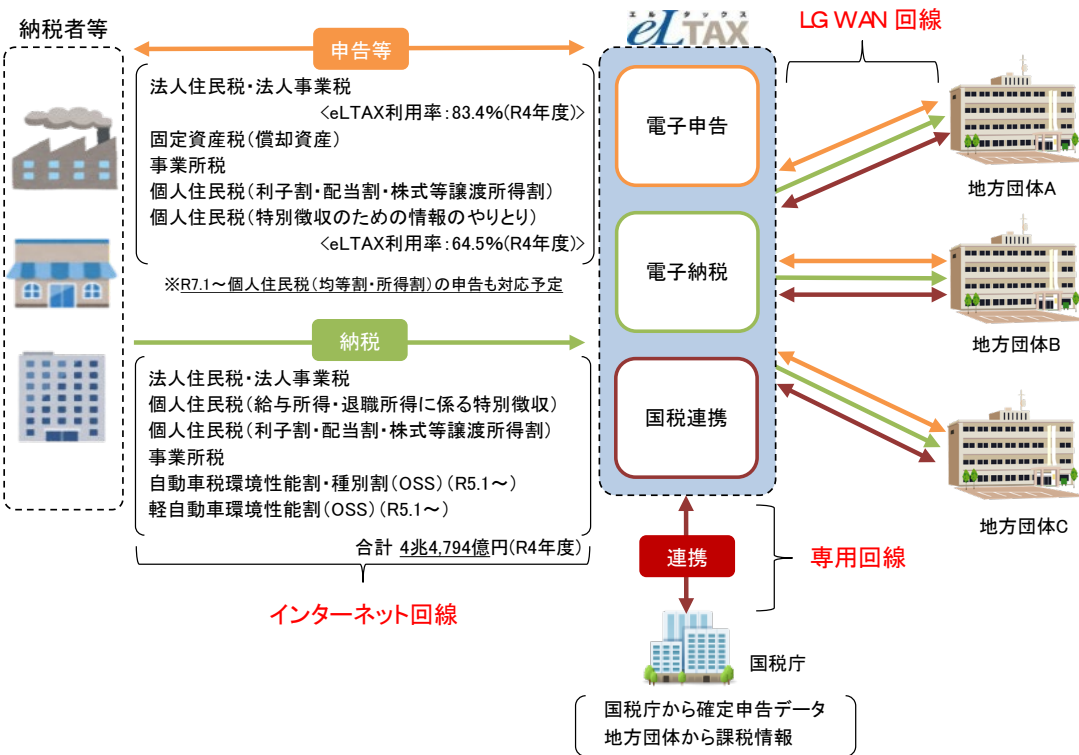 納税者等
申告等
法人住民税・法人事業税
<eLTAX利用率:83.4%(R4年度)>
固定資産税(償却資産)
事業所税
個人住民税(利子割・配当割・株式等譲渡所得割)
個人住民税(特別徴収のための情報のやりとり)
<eLTAX利用率:64.5%(R4年度)>
※R7.1～個人住民税(均等割・所得割)の申告も対応予定
納税
法人住民税・法人事業税
個人住民税(給与所得・退職所得に係る特別徴収)
個人住民税(利子割・配当割・株式等譲渡所得割)
事業所税
自動車税環境性能割・種別割(OSS)(R5.1～)
軽自動車環境性能割(OSS)(R5.1～)
合計 4兆4,794億円(R4年度)
インターネット回線
エルタックス
eLTAX
電子申告
電子納税
国税連携
連携
専用回線
国税庁
国税庁から確定申告データ
地方団体から課税情報
LGWAN 回線
地方団体A
地方団体B
地方団体C